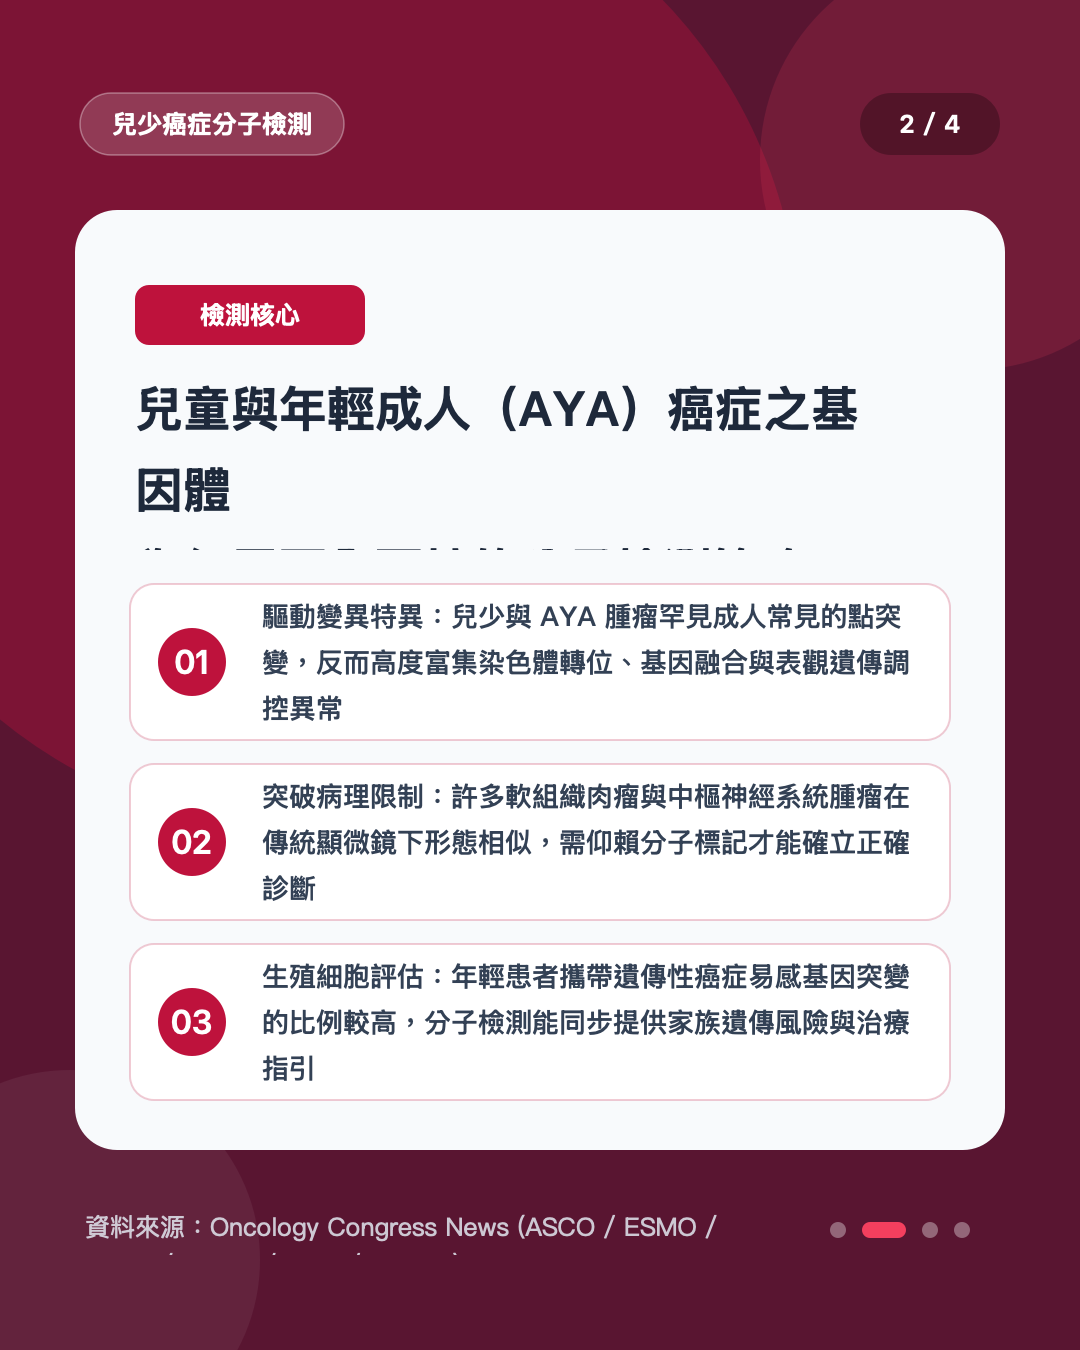 兒少癌症分子檢測
2 / 4
檢測核心
兒童與年輕成人（AYA）癌症之基
因體
01
驅動變異特異：兒少與 AYA 腫瘤罕見成人常見的點突
變，反而高度富集染色體轉位、基因融合與表觀遺傳調
控異常
02
突破病理限制：許多軟組織肉瘤與中樞神經系統腫瘤在
傳統顯微鏡下形態相似，需仰賴分子標記才能確立正確
診斷
03
生殖細胞評估：年輕患者攜帶遺傳性癌症易感基因突變
的比例較高，分子檢測能同步提供家族遺傳風險與治療
指引
資料來源：Oncology Congress News (ASCO / ESMO /